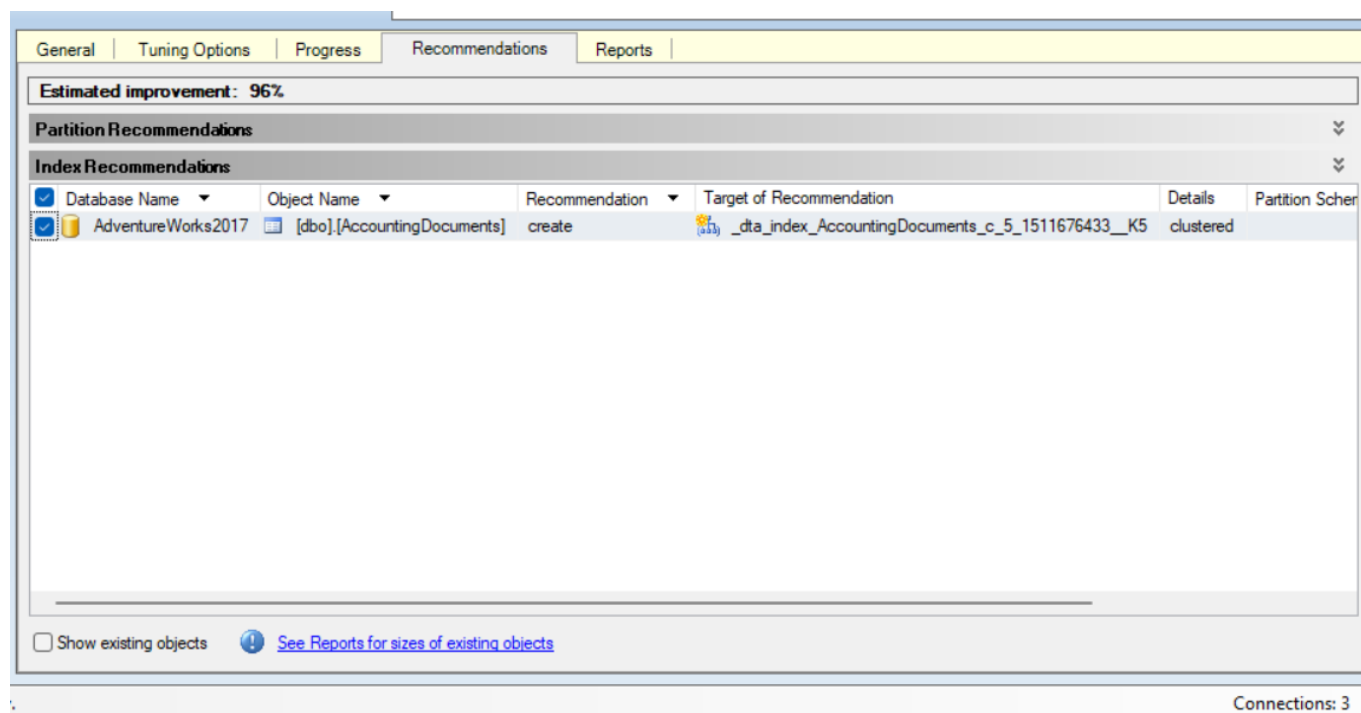 General Tuning Options Progress Recommendations Reports
Estimated improvement: 96%
Partition Recommendations
Index Recommendations
Database Name Object Name Recommendation Target of Recommendation Details Partition Schem
AdventureWorks2017 [dbo].[AccountingDocuments] create _dta_index_AccountingDocuments_c_5_1511676433__K5 clustered
Show existing objects See Reports for sizes of existing objects
Connections: 3